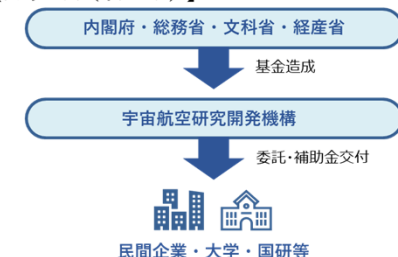 内閣府・総務省・文科省・経産省
基金造成
宇宙航空研究開発機構
委託・補助金交付
民間企業・大学・国研等